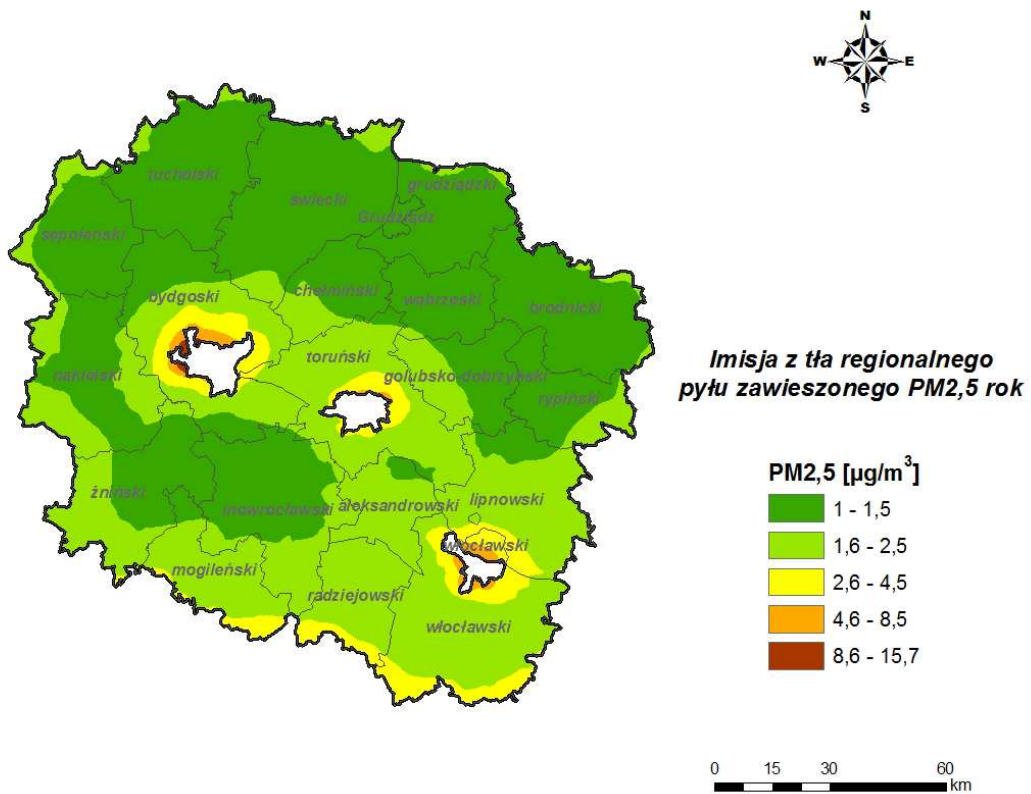 N
W E
S
tucholski
świecki
grudziądzki
Grudziądz
sępoleński
bydgoski
chełmiński
wąbrzeski
brodnicki
toruński
nakielski
golubsko-dobrzyński
rypiński
żniński
inowrocławski
aleksandrowski
lipnowski
włocławski
mogileński
radziejowski
włocławski
Imisja z tła regionalnego
pyłu zawieszonego PM2,5 rok
PM2,5 [µg/m³]
1 - 1,5
1,6 - 2,5
2,6 - 4,5
4,6 - 8,5
8,6 - 15,7
0 15 30 60
km